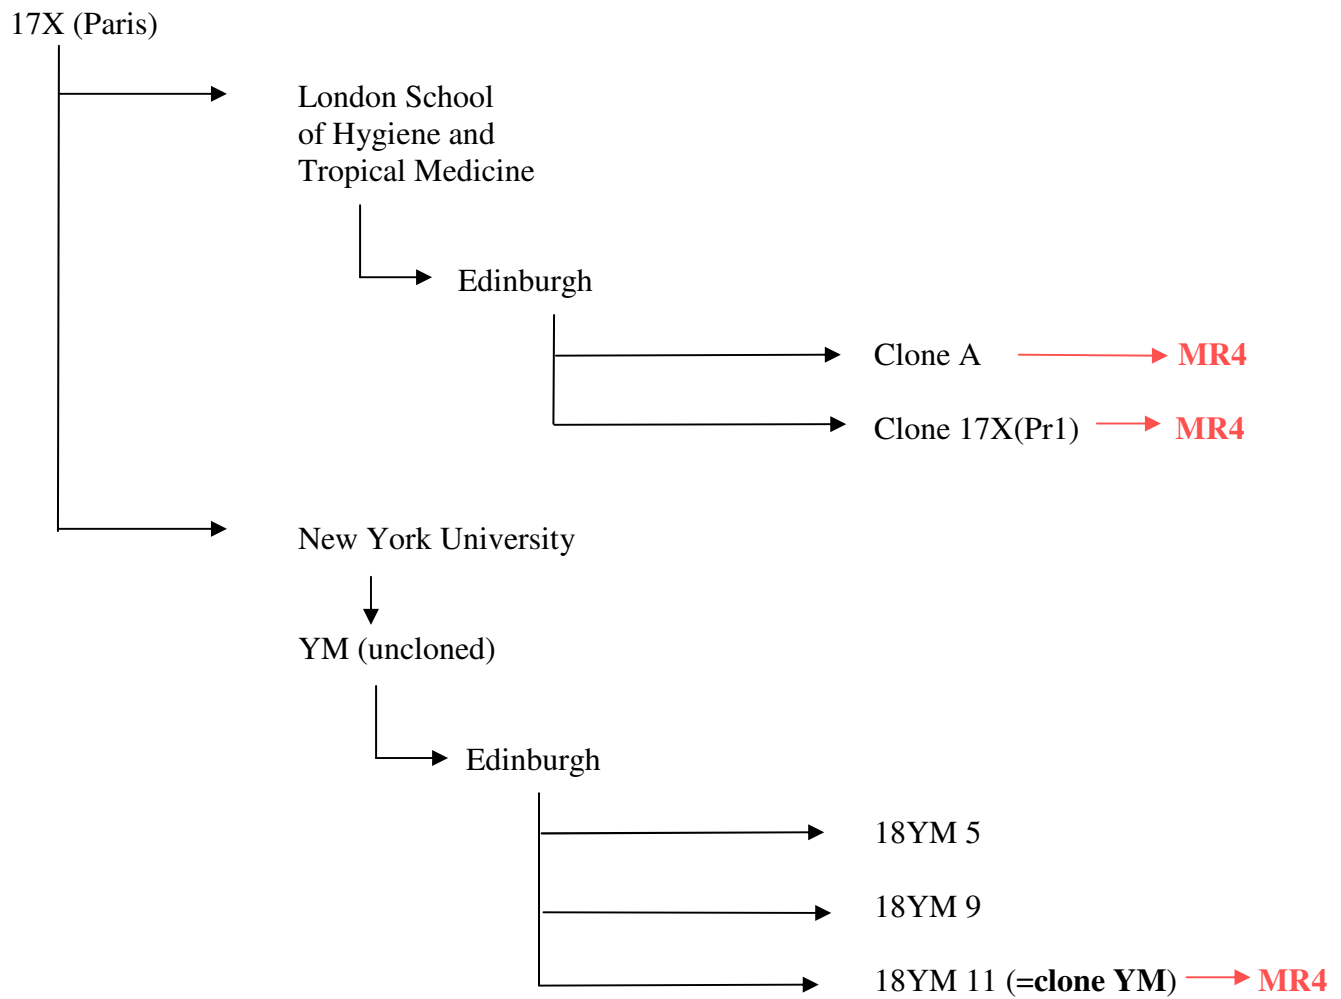 17X (Paris)
London School
of Hygiene and
Tropical Medicine
Edinburgh
Clone A MR4
Clone 17X(Pr1) MR4
New York University
YM (uncloned)
Edinburgh
18YM 5
18YM 9
18YM 11 (=clone YM) MR4